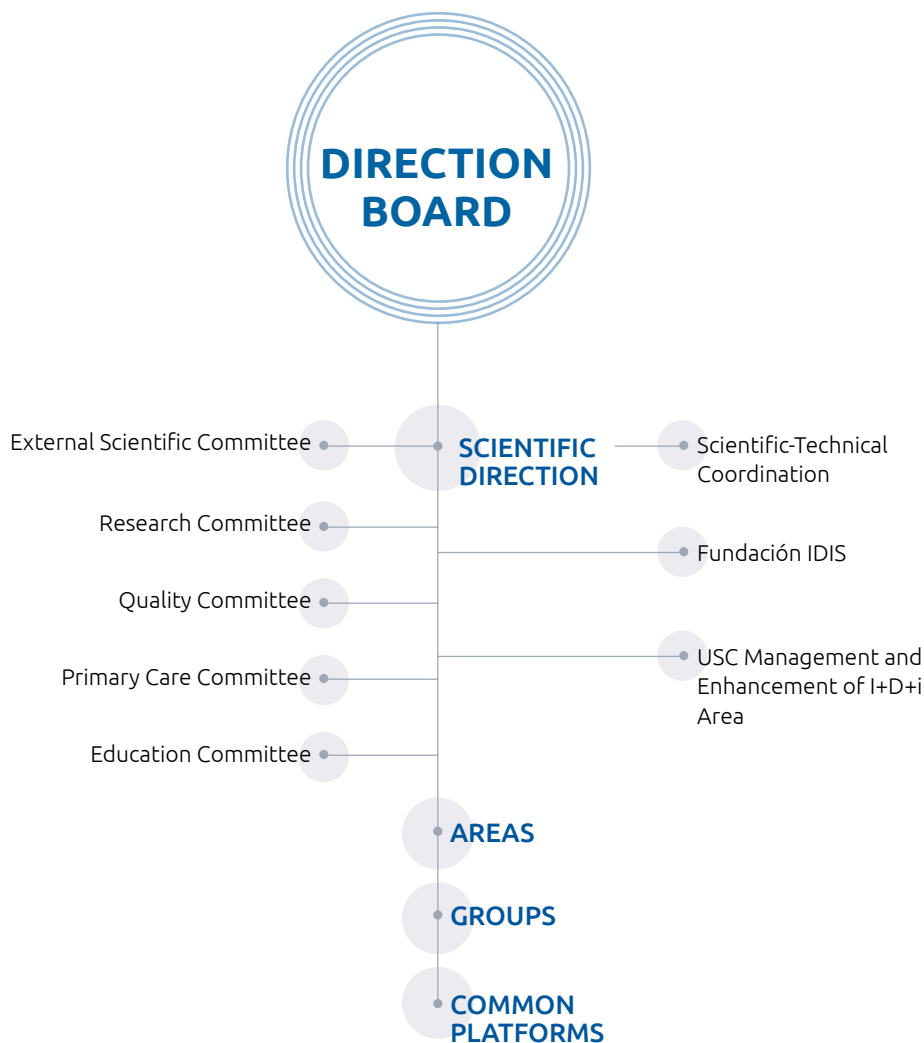 DIRECTION
BOARD
External Scientific Committee
SCIENTIFIC
DIRECTION
Scientific-Technical
Coordination
Research Committee
Fundación IDIS
Quality Committee
USC Management and
Enhancement of I+D+i
Area
Primary Care Committee
Education Committee
AREAS
GROUPS
COMMON
PLATFORMS